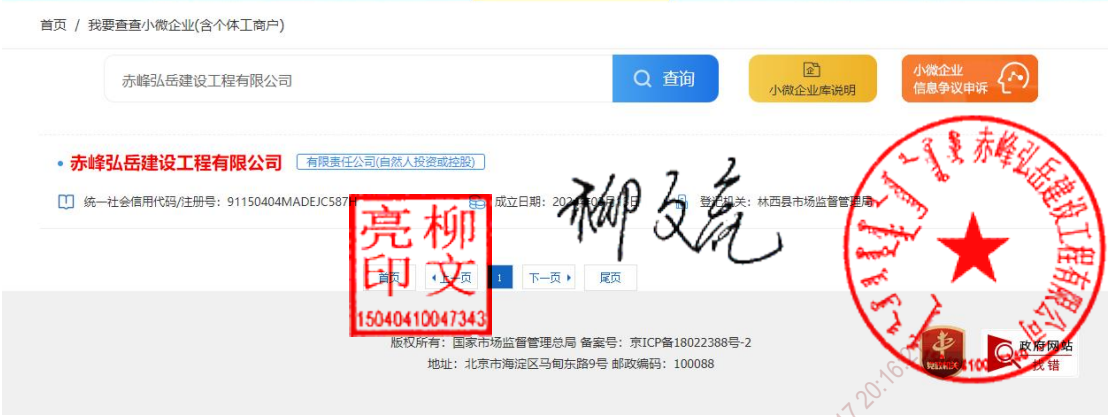 首页 / 我要查查小微企业(含个体工商户)
赤峰弘岳建设工程有限公司
查询
小微企业库说明
小微企业
信息争议申诉
赤峰弘岳建设工程有限公司 有限责任公司(自然人投资或控股)
统一社会信用代码/注册号：91150404MADEJC587H
成立日期：
登记机关：林西县市场监督管理局
柳文亮
赤峰弘岳建设工程有限公司
亮柳
印文
15040410047343
首页 上一页 1 下一页 尾页
版权所有：国家市场监督管理总局 备案号：京ICP备18022388号-2
地址：北京市海淀区马甸东路9号 邮政编码：100088
党政机关
政府网站
找错